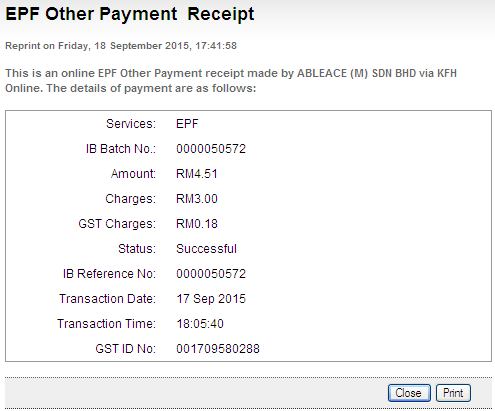 EPF Other Payment Receipt
Reprint on Friday, 18 September 2015, 17:41:58
This is an online EPF Other Payment receipt made by ABLEACE (M) SDN BHD via KFH
Online. The details of payment are as follows:
Services: EPF
IB Batch No.: 0000050572
Amount: RM4.51
Charges: RM3.00
GST Charges: RM0.18
Status: Successful
IB Reference No: 0000050572
Transaction Date: 17 Sep 2015
Transaction Time: 18:05:40
GST ID No: 001709580288
Close Print